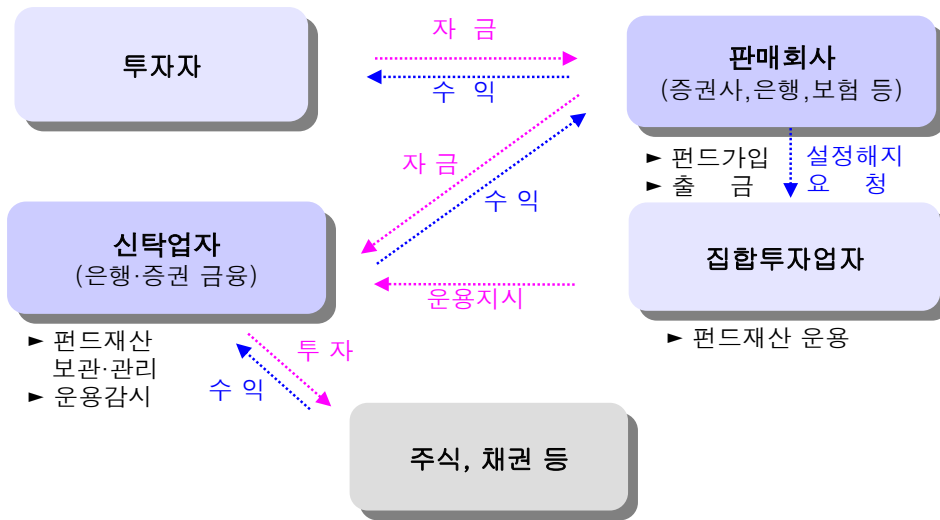 투자자
자 금
수 익
판매회사
(증권사,은행,보험 등)
► 펀드가입
► 출 금
설정해지
요 청
자 금
수 익
신탁업자
(은행·증권 금융)
집합투자업자
운용지시
► 펀드재산
보관·관리
► 운용감시
► 펀드재산 운용
투 자
수 익
주식, 채권 등